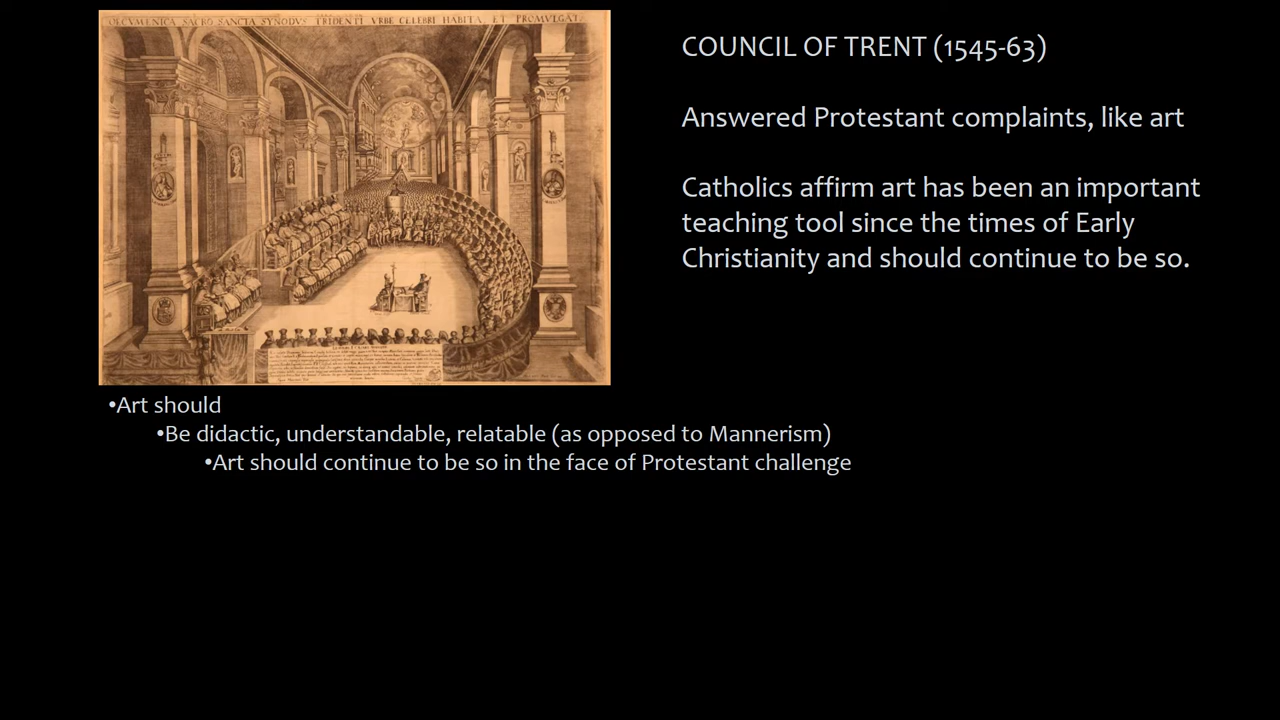 OECVMENICA SACRO SANCTA SYNODVS TRIDENTI VRBE CELEBRI HABITA, ET PROMVLGAT
COUNCIL OF TRENT (1545-63)
Answered Protestant complaints, like art
Catholics affirm art has been an important
teaching tool since the times of Early
Christianity and should continue to be so.
•Art should
•Be didactic, understandable, relatable (as opposed to Mannerism)
•Art should continue to be so in the face of Protestant challenge